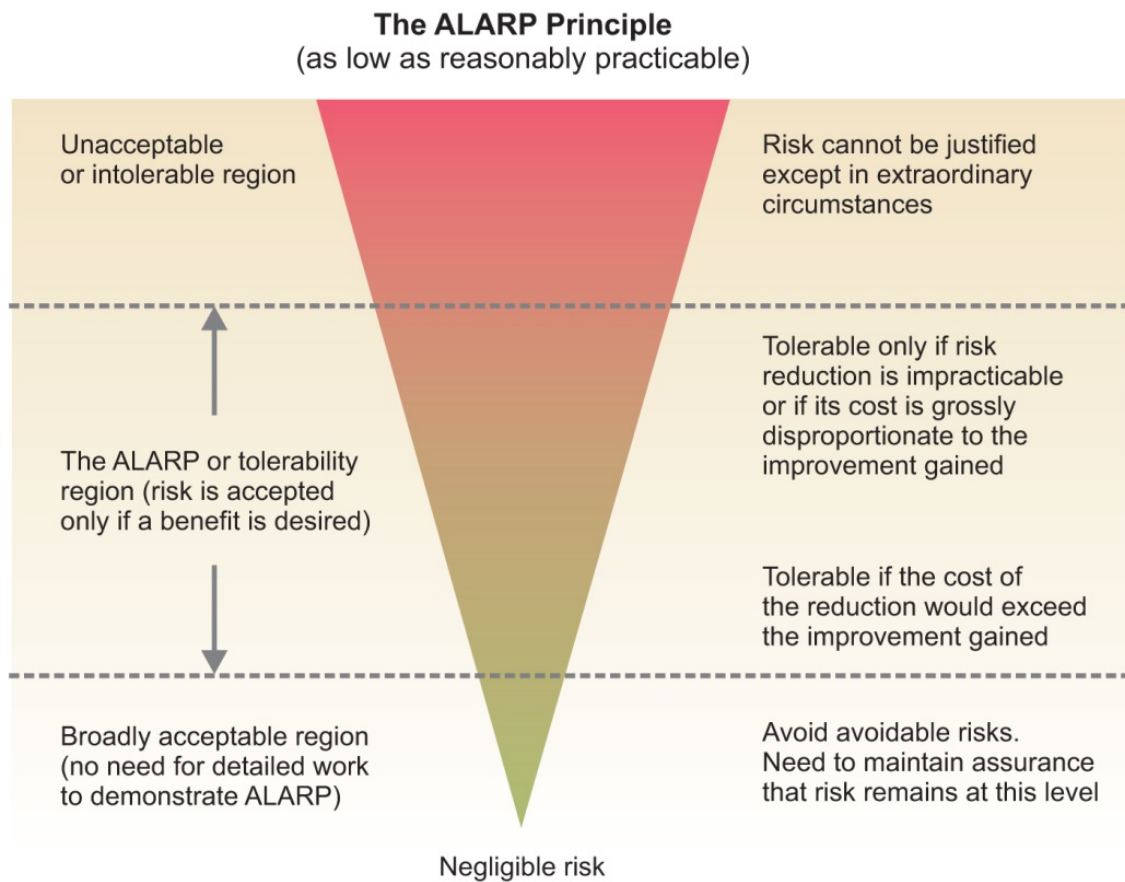 The ALARP Principle
(as low as reasonably practicable)
Unacceptable
or intolerable region
Risk cannot be justified
except in extraordinary
circumstances
Tolerable only if risk
reduction is impracticable
or if its cost is grossly
disproportionate to the
improvement gained
The ALARP or tolerability
region (risk is accepted
only if a benefit is desired)
Tolerable if the cost of
the reduction would exceed
the improvement gained
Broadly acceptable region
(no need for detailed work
to demonstrate ALARP)
Avoid avoidable risks.
Need to maintain assurance
that risk remains at this level
Negligible risk